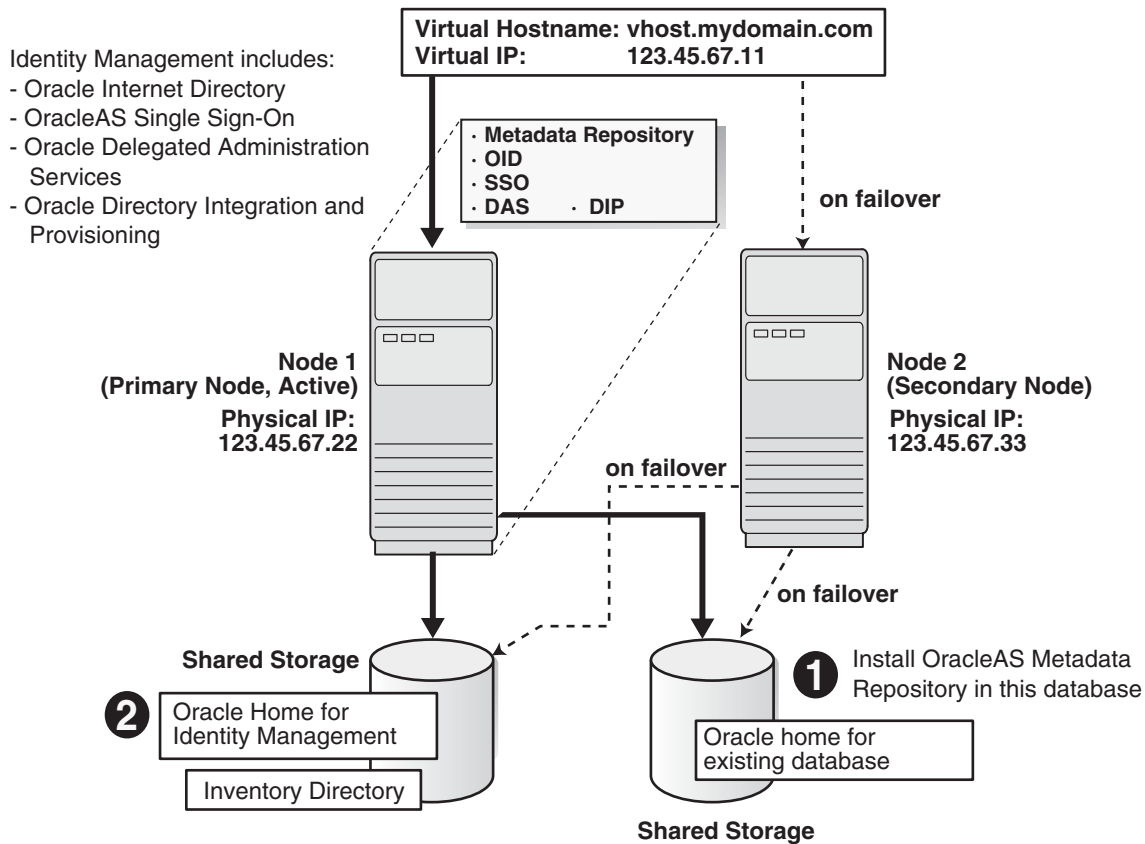 Virtual Hostname: vhost.mydomain.com
Virtual IP: 123.45.67.11
Identity Management includes:
- Oracle Internet Directory
- OracleAS Single Sign-On
- Oracle Delegated Administration
Services
- Oracle Directory Integration and
Provisioning
· Metadata Repository
· OID
· SSO
· DAS · DIP
on failover
Node 1
(Primary Node, Active)
Physical IP:
123.45.67.22
Node 2
(Secondary Node)
Physical IP:
123.45.67.33
on failover
on failover
Shared Storage
2
Oracle Home for
Identity Management
Inventory Directory
1
Install OracleAS Metadata
Repository in this database
Oracle home for
existing database
Shared Storage